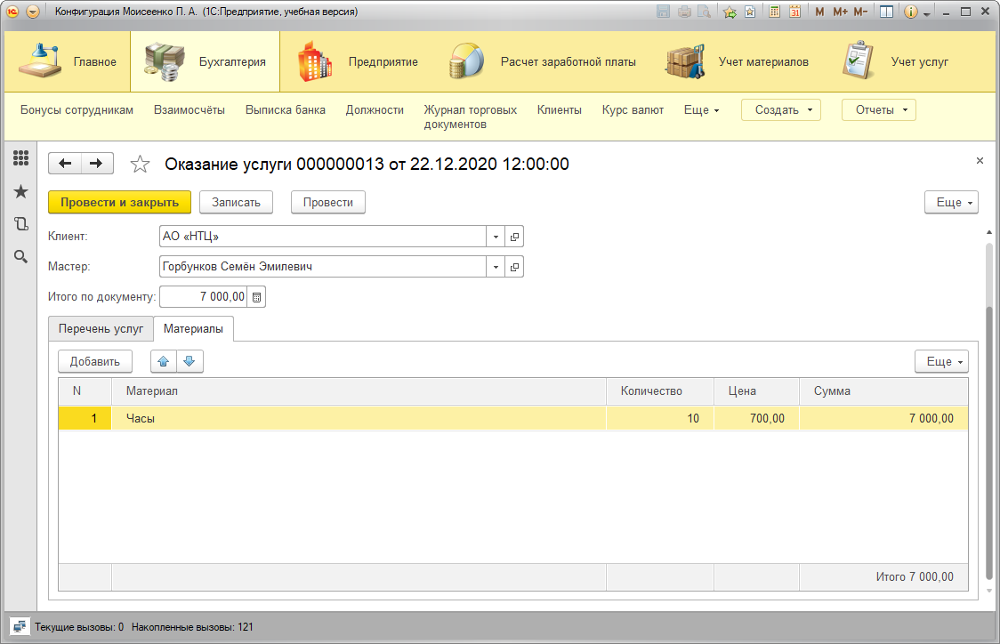 Конфигурация Моисеенко П. А. (1С:Предприятие, учебная версия)
31 M M+ M-
Главное Бухгалтерия Предприятие Расчет заработной платы Учет материалов Учет услуг
Бонусы сотрудникам Взаимосчёты Выписка банка Должности Журнал торговых документов Клиенты Курс валют Еще Создать Отчеты
Оказание услуги 000000013 от 22.12.2020 12:00:00
Провести и закрыть Записать Провести Еще
Клиент: АО «НТЦ»
Мастер: Горбунков Семён Эмилевич
Итого по документу: 7 000,00
Перечень услуг Материалы
Добавить Еще
N Материал Количество Цена Сумма
1 Часы 10 700,00 7 000,00
Итого 7 000,00
Текущие вызовы: 0 Накопленные вызовы: 121